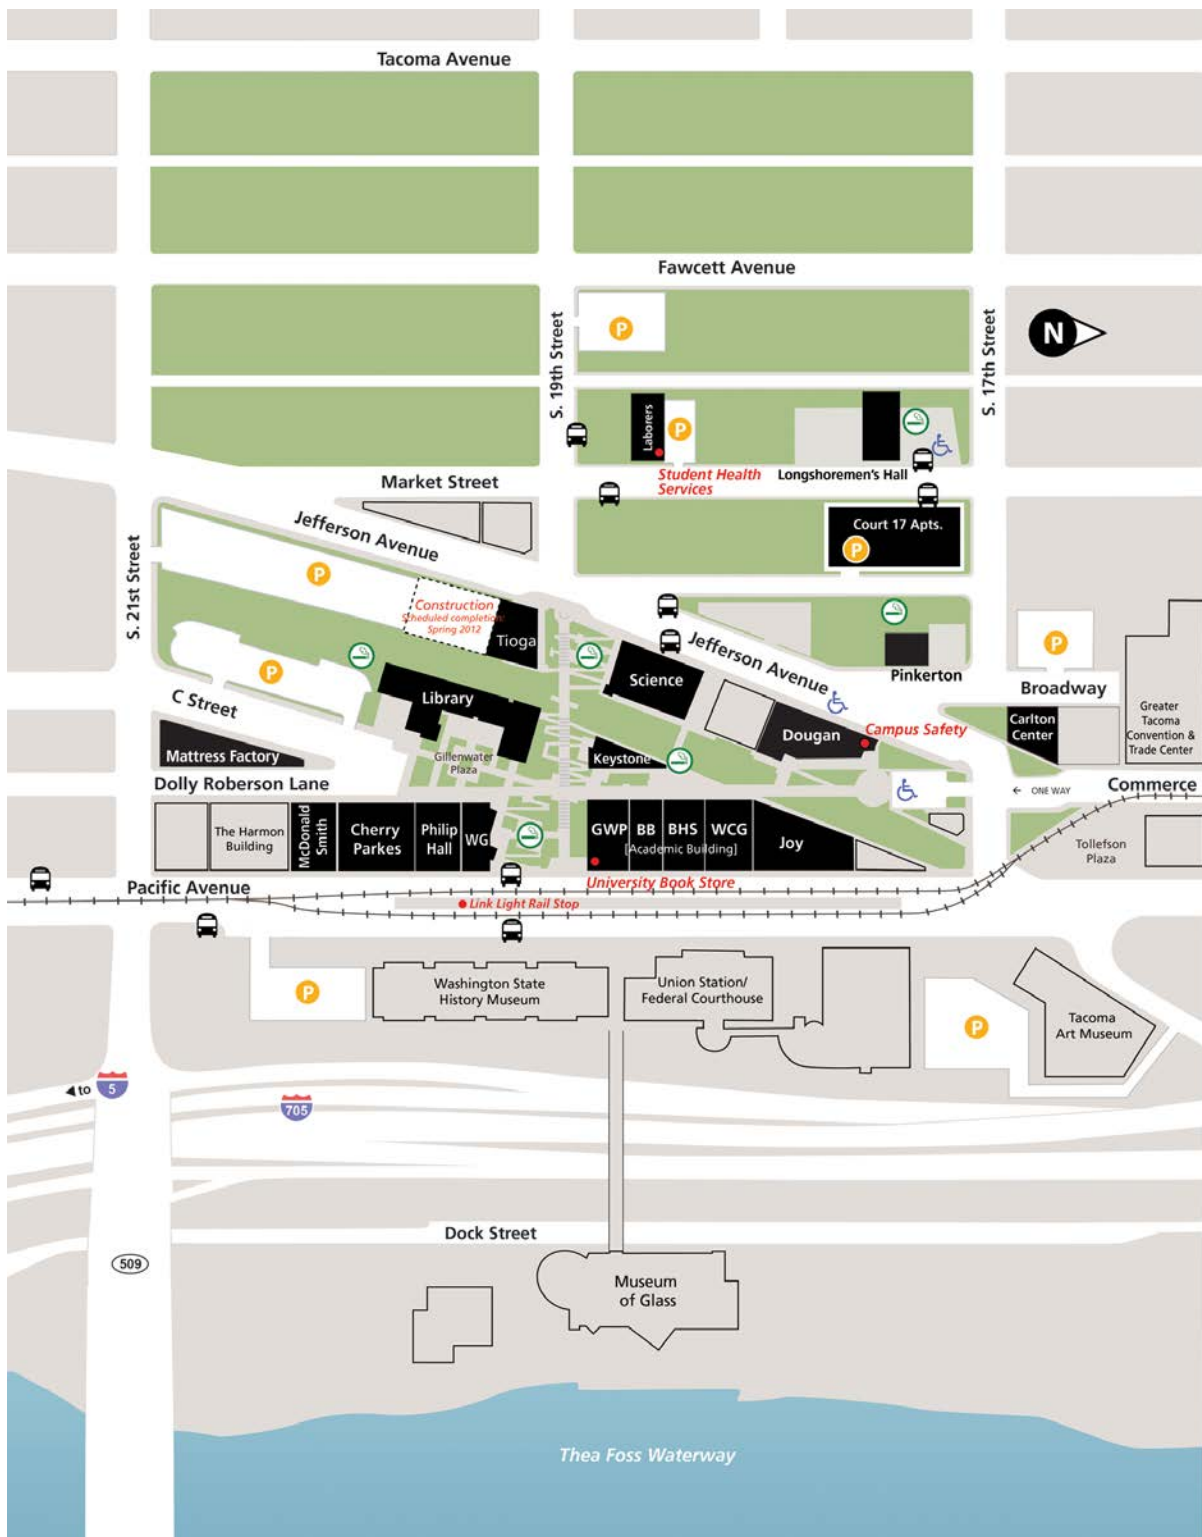 Tacoma Avenue
Fawcett Avenue
S. 19th Street
S. 17th Street
P
N
Laborers
P
Student Health
Services
Longshoremen's Hall
Market Street
Jefferson Avenue
S. 21st Street
Court 17 Apts.
P
P
Construction
Scheduled completion:
Spring 2012
Tioga
Jefferson Avenue
Pinkerton
P
Broadway
P
C Street
Library
Science
Dougan
Campus Safety
Carlton
Center
Greater
Tacoma
Convention &
Trade Center
Mattress Factory
Gillenwater
Plaza
Keystone
Dolly Roberson Lane
← ONE WAY
Commerce
The Harmon
Building
McDonald
Smith
Cherry
Parkes
Philip
Hall
WG
GWP
BB
BHS
WCG
[Academic Building]
Joy
Tollefson
Plaza
Pacific Avenue
University Book Store
Link Light Rail Stop
P
Washington State
History Museum
Union Station/
Federal Courthouse
P
Tacoma
Art Museum
to
5
705
Dock Street
509
Museum
of Glass
Thea Foss Waterway